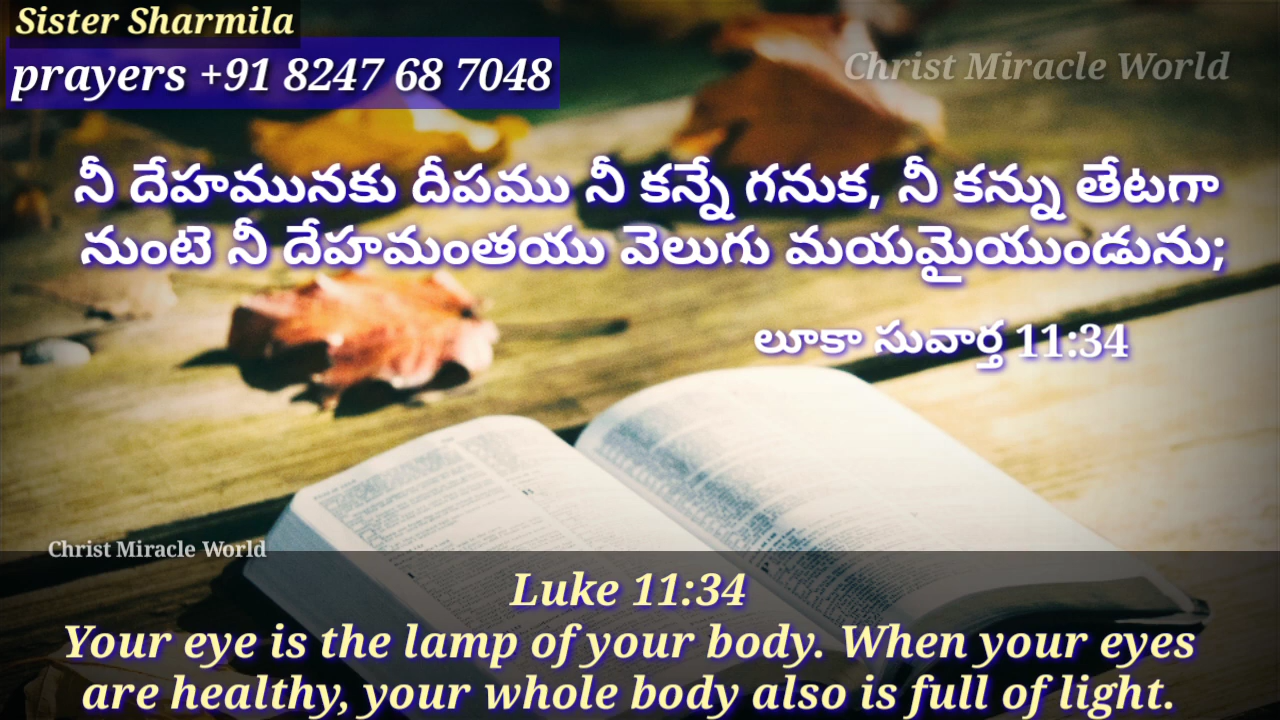 Sister Sharmila
prayers +91 8247 68 7048
Christ Miracle World
నీ దేహమునకు దీపము నీ కన్నే గనుక, నీ కన్ను తేటగా
నుంటె నీ దేహమంతయు వెలుగు మయమైయుండును;
లూకా సువార్త 11:34
Christ Miracle World
Luke 11:34
Your eye is the lamp of your body. When your eyes
are healthy, your whole body also is full of light.